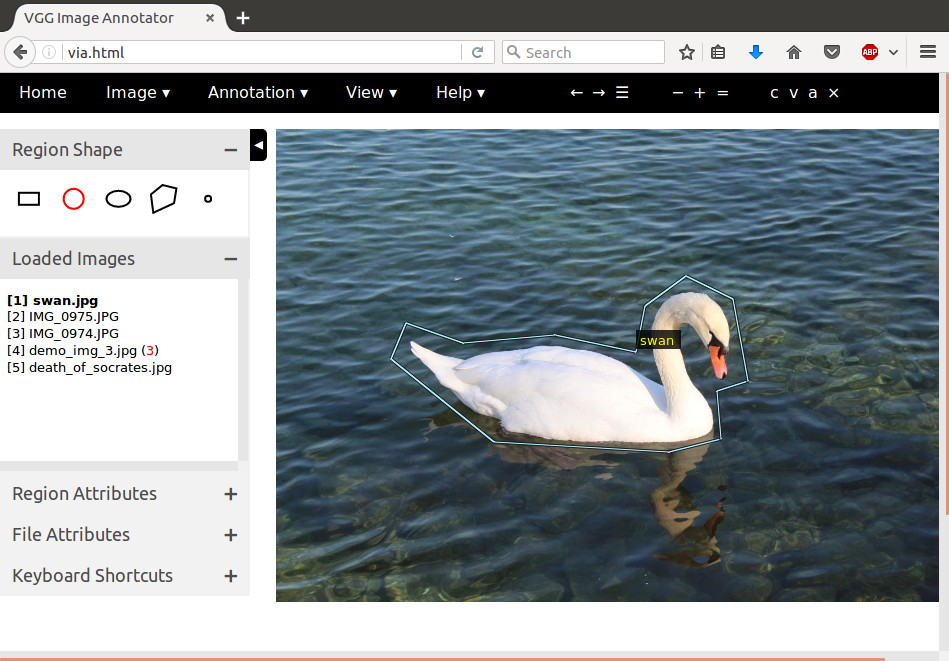 VGG Image Annotator × +
via.html
Search
ABP
Home Image ▾ Annotation ▾ View ▾ Help ▾ ← → ☰ − + = c v a ×
Region Shape −
Loaded Images −
[1] swan.jpg
[2] IMG_0975.JPG
[3] IMG_0974.JPG
[4] demo_img_3.jpg (3)
[5] death_of_socrates.jpg
Region Attributes +
File Attributes +
Keyboard Shortcuts +
swan